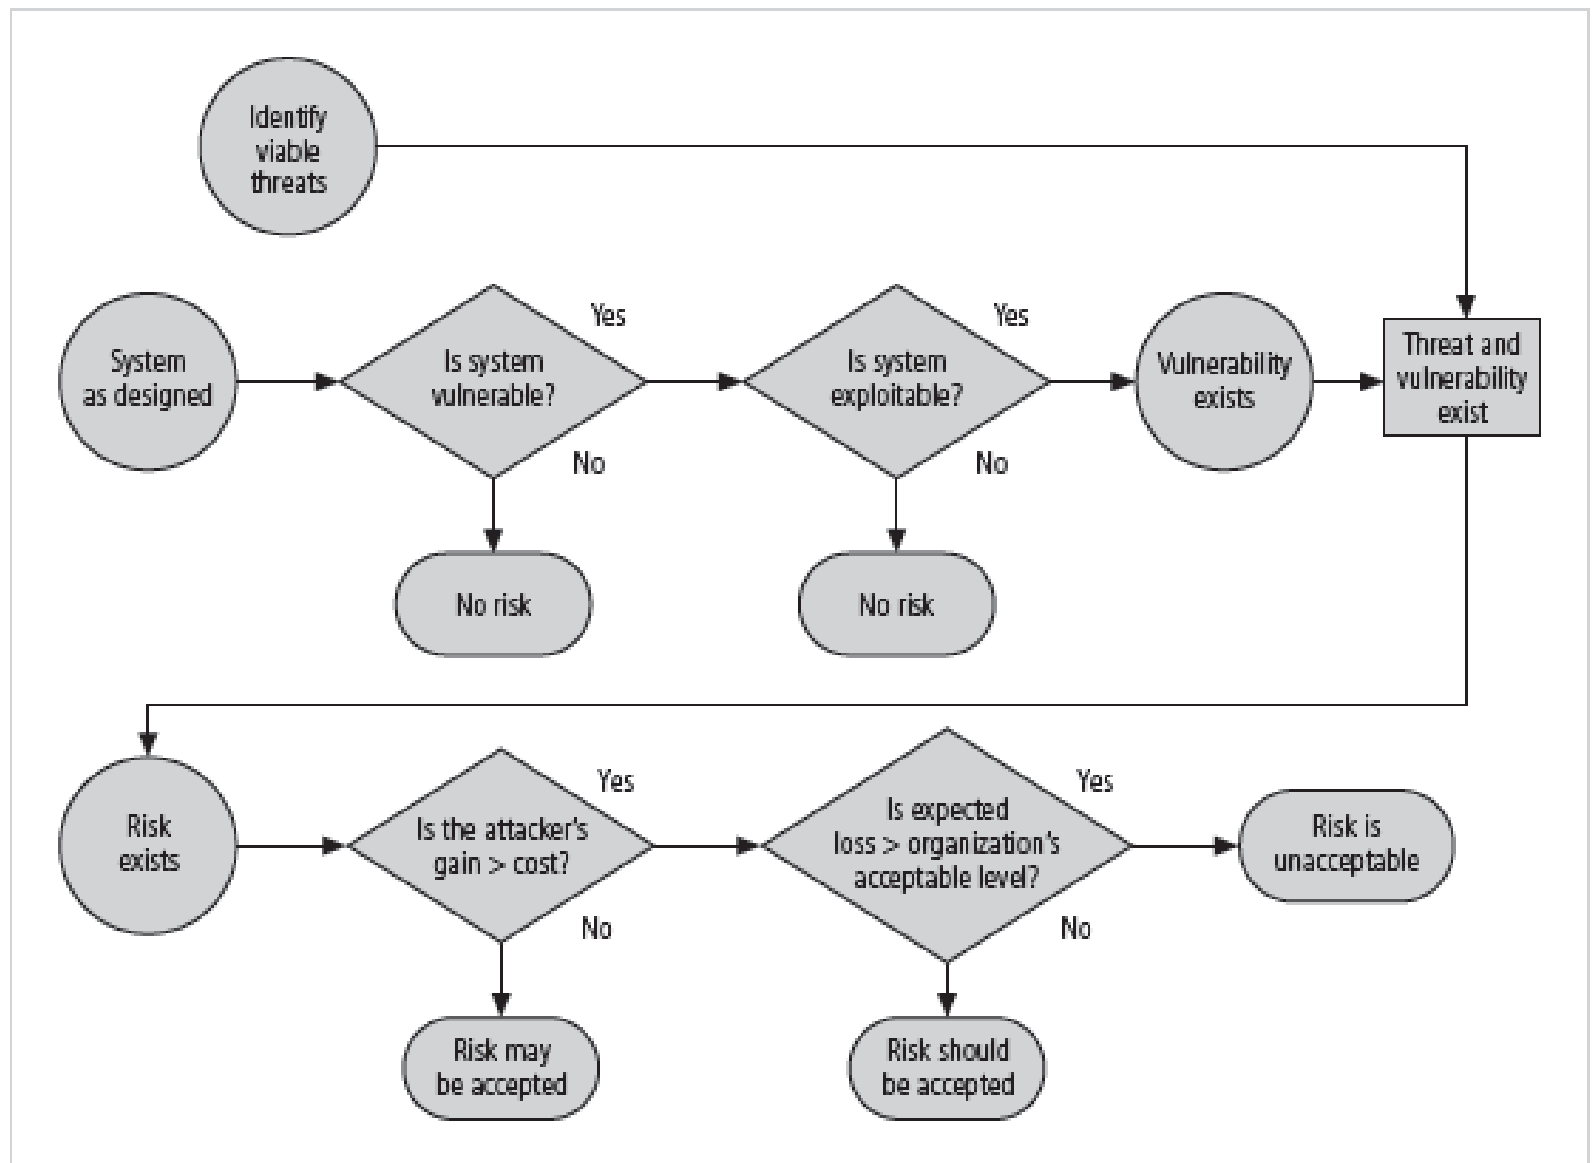 Identify
viable
threats
System
as designed
Is system
vulnerable?
Yes
No
No risk
Is system
exploitable?
Yes
No
No risk
Vulnerability
exists
Threat and
vulnerability
exist
Risk
exists
Is the attacker's
gain > cost?
Yes
No
Risk may
be accepted
Is expected
loss > organization's
acceptable level?
Yes
No
Risk should
be accepted
Risk is
unacceptable